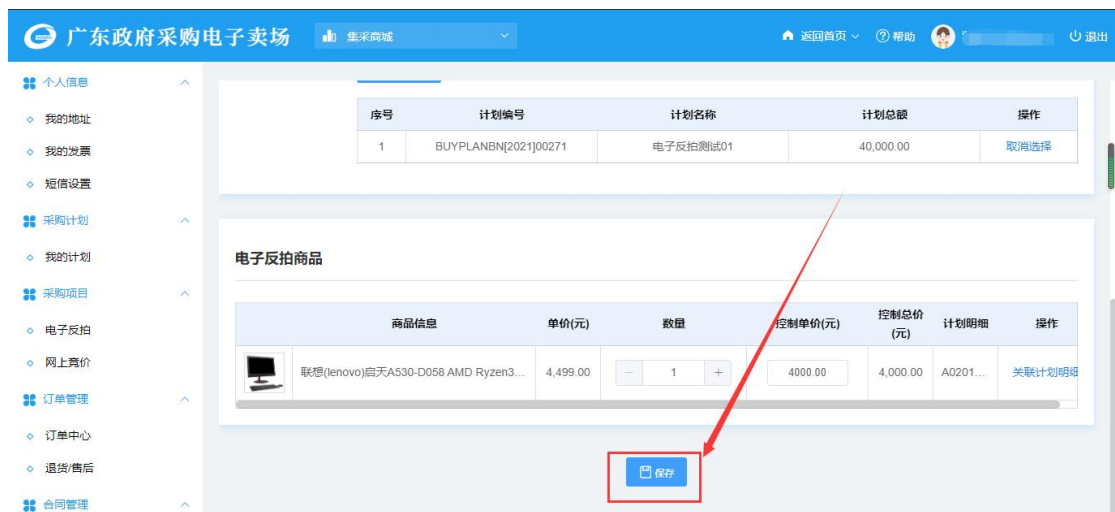 广东政府采购电子卖场
集采商城
返回首页
帮助
退出
个人信息
我的地址
我的发票
短信设置
采购计划
我的计划
采购项目
电子反拍
网上竞价
订单管理
订单中心
退货/售后
合同管理
序号 计划编号 计划名称 计划总额 操作
1 BUYPLANBN[2021]00271 电子反拍测试01 40,000.00 取消选择
电子反拍商品
商品信息 单价(元) 数量 控制单价(元) 控制总价(元) 计划明细 操作
联想(lenovo)启天A530-D058 AMD Ryzen3... 4,499.00 1 4000.00 4,000.00 A0201... 关联计划明细
保存